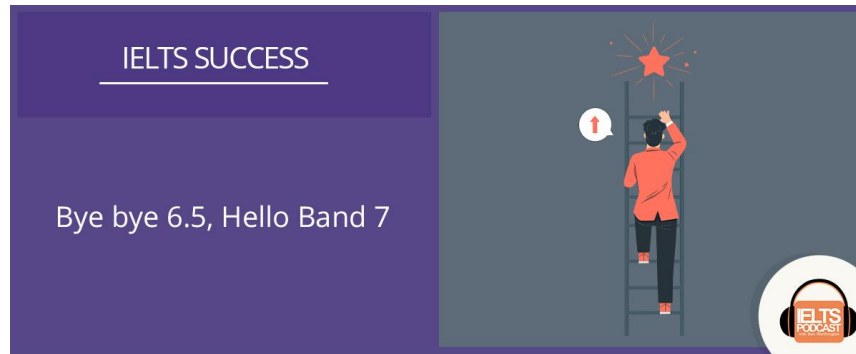 IELTS SUCCESS
Bye bye 6.5, Hello Band 7
IELTS
PODCAST